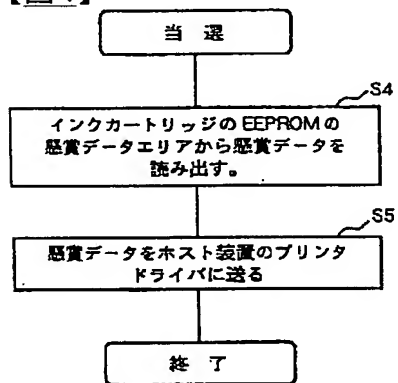 当 選
S4
インクカートリッジの EEPROMの
懸賞データエリアから懸賞データを
読み出す。
S5
懸賞データをホスト装置のプリンタ
ドライバに送る
終 了